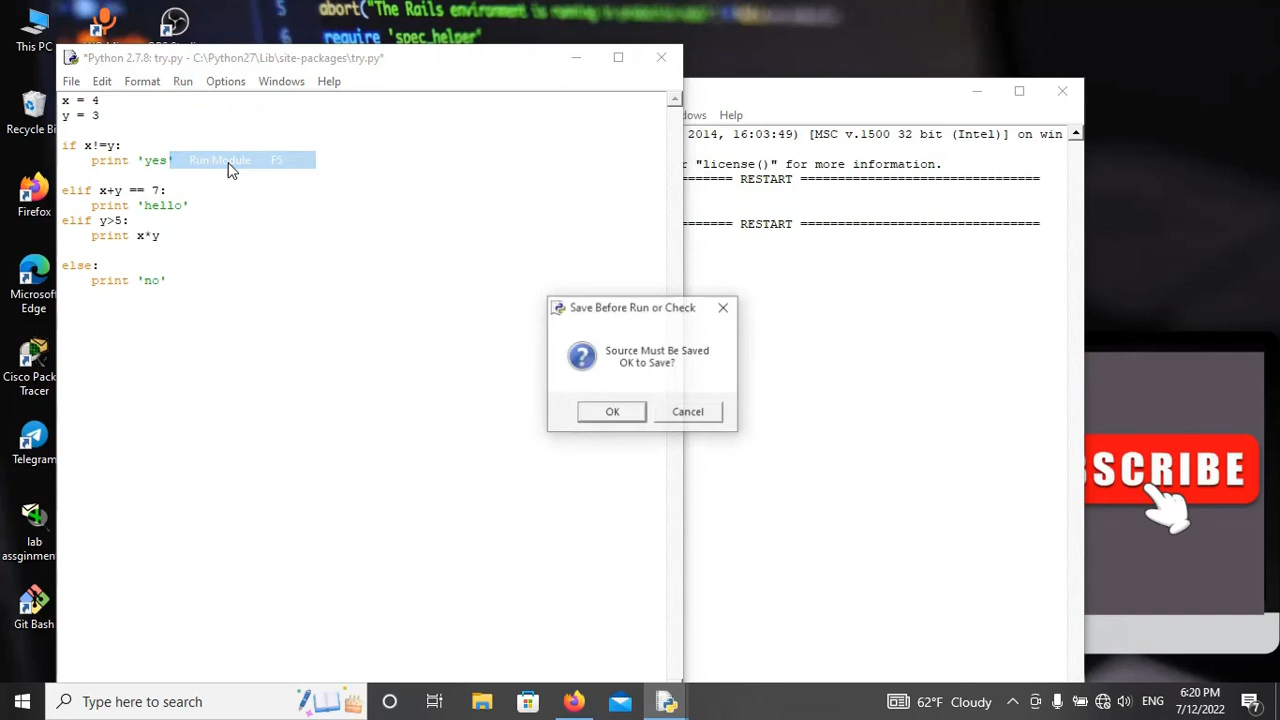 abort("The Rails environment is running
require 'spec_helper'
This PC
*Python 2.7.8: try.py - C:\Python27\Lib\site-packages\try.py*
File Edit Format Run Options Windows Help
x = 4
y = 3
if x!=y:
print 'yes'
Run Module F5
elif x+y == 7:
print 'hello'
elif y>5:
print x*y
else:
print 'no'
dows Help
2014, 16:03:49) [MSC v.1500 32 bit (Intel)] on win
r "license()" for more information.
======= RESTART ================================
======= RESTART ================================
Save Before Run or Check
Source Must Be Saved
OK to Save?
OK Cancel
Recycle Bi
Firefox
Microsoft
Edge
Cisco Pack
Tracer
Telegram
lab
assginment
Git Bash
SCRIBE
Type here to search
62°F Cloudy
ENG
6:20 PM
7/12/2022
7